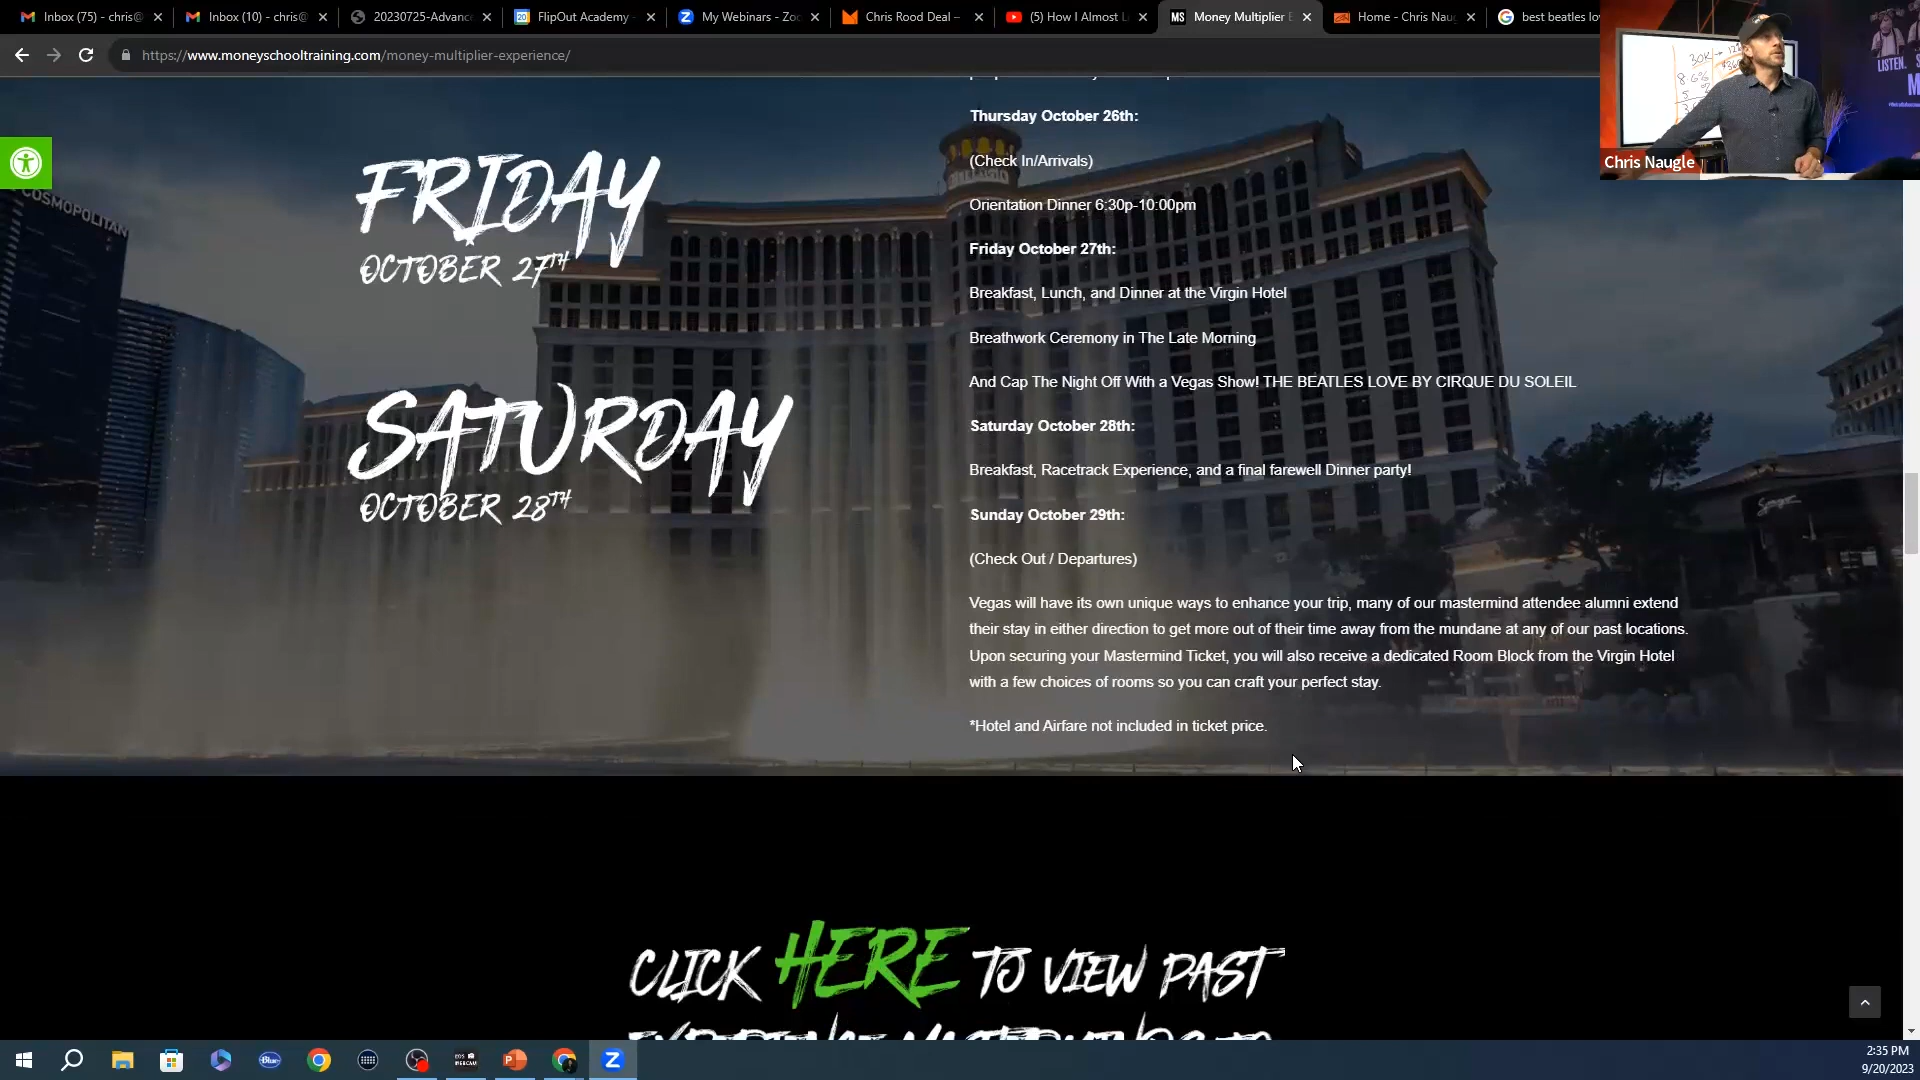 Inbox (75) - chris@
Inbox (10) - chris@
20230725-Advanc
FlipOut Academy -
My Webinars - Zoo
Chris Rood Deal –
(5) How I Almost L
MS
Money Multiplier E
Home - Chris Naug
best beatles lo
https://www.moneyschooltraining.com/money-multiplier-experience/
Chris Naugle
LISTEN.
COSMOPOLITAN
FRIDAY
OCTOBER 27TH
SATURDAY
OCTOBER 28TH
Thursday October 26th:
(Check In/Arrivals)
Orientation Dinner 6:30p-10:00pm
Friday October 27th:
Breakfast, Lunch, and Dinner at the Virgin Hotel
Breathwork Ceremony in The Late Morning
And Cap The Night Off With a Vegas Show! THE BEATLES LOVE BY CIRQUE DU SOLEIL
Saturday October 28th:
Breakfast, Racetrack Experience, and a final farewell Dinner party!
Sunday October 29th:
(Check Out / Departures)
Vegas will have its own unique ways to enhance your trip, many of our mastermind attendee alumni extend
their stay in either direction to get more out of their time away from the mundane at any of our past locations.
Upon securing your Mastermind Ticket, you will also receive a dedicated Room Block from the Virgin Hotel
with a few choices of rooms so you can craft your perfect stay.
*Hotel and Airfare not included in ticket price.
CLICK HERE TO VIEW PAST
2:35 PM
9/20/2023